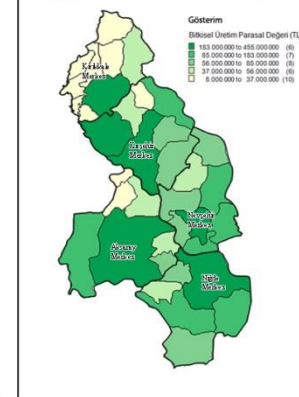 Gösterim
Bitkisel Üretim Parasal Değeri (TL
183.000.000 to 455.000.000 (6)
85.000.000 to 183.000.000 (7)
56.000.000 to 85.000.000 (8)
37.000.000 to 56.000.000 (6)
8.000.000 to 37.000.000 (10)
Kırıkkale
Merkez
Kırşehir
Merkez
Nevşehir
Merkez
Aksaray
Merkez
Niğde
Merkez